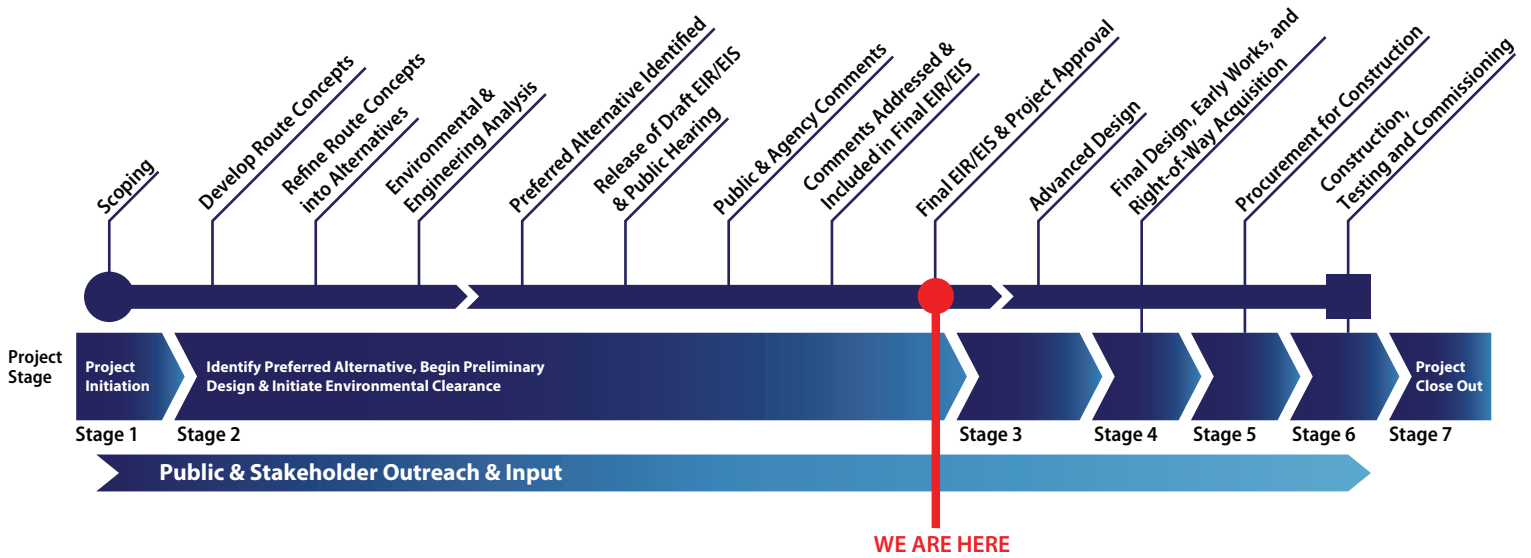 Scoping
Develop Route Concepts
Refine Route Concepts
into Alternatives
Environmental &
Engineering Analysis
Preferred Alternative Identified
Release of Draft EIR/EIS
& Public Hearing
Public & Agency Comments
Comments Addressed &
Included in Final EIR/EIS
Final EIR/EIS & Project Approval
Advanced Design
Final Design, Early Works, and
Right-of-Way Acquisition
Procurement for Construction
Construction,
Testing and Commissioning
Project
Stage
Project
Initiation
Identify Preferred Alternative, Begin Preliminary
Design & Initiate Environmental Clearance
Project
Close Out
Stage 1
Stage 2
Stage 3
Stage 4
Stage 5
Stage 6
Stage 7
Public & Stakeholder Outreach & Input
WE ARE HERE